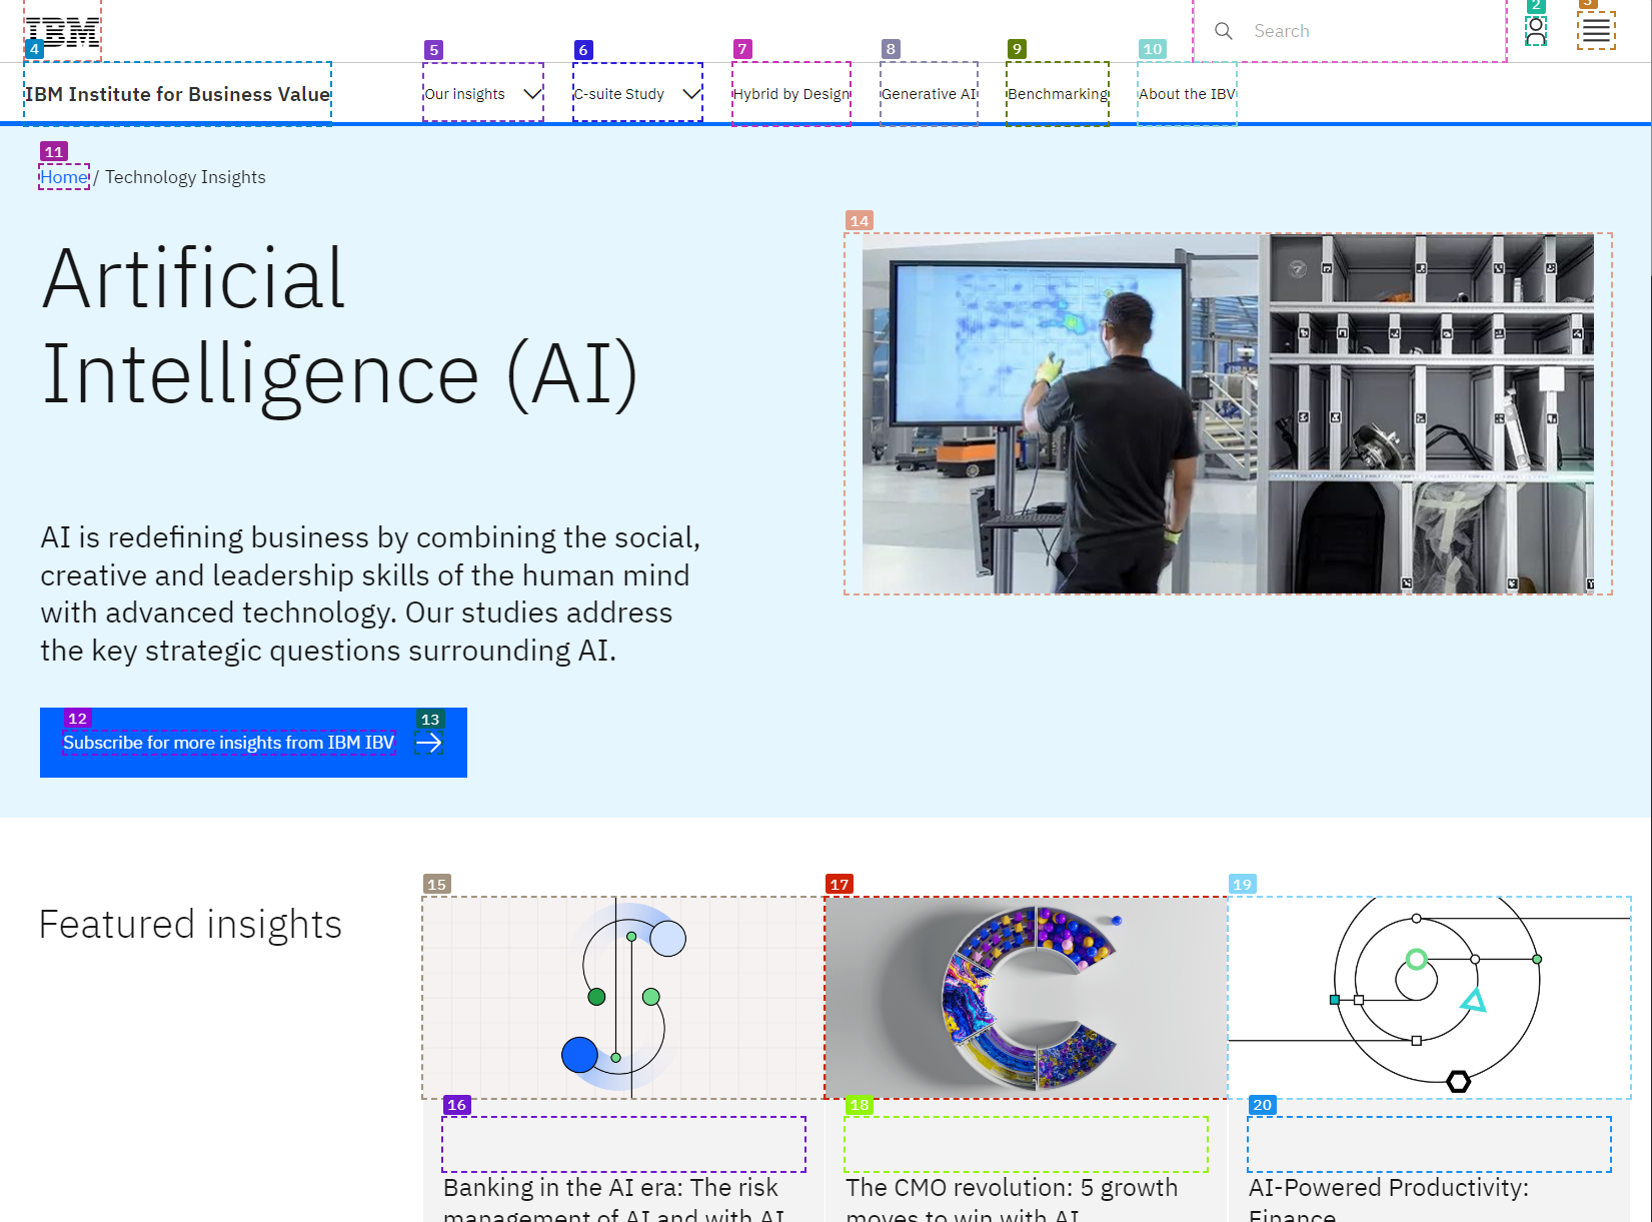 IBM
Search
2
3
4
5
6
7
8
9
10
IBM Institute for Business Value
Our insights
C-suite Study
Hybrid by Design
Generative AI
Benchmarking
About the IBV
11
Home / Technology Insights
14
Artificial
Intelligence (AI)
AI is redefining business by combining the social,
creative and leadership skills of the human mind
with advanced technology. Our studies address
the key strategic questions surrounding AI.
12
13
Subscribe for more insights from IBM IBV
15
17
19
Featured insights
16
18
20
Banking in the AI era: The risk
management of AI and with AI
The CMO revolution: 5 growth
moves to win with AI
AI-Powered Productivity:
Finance